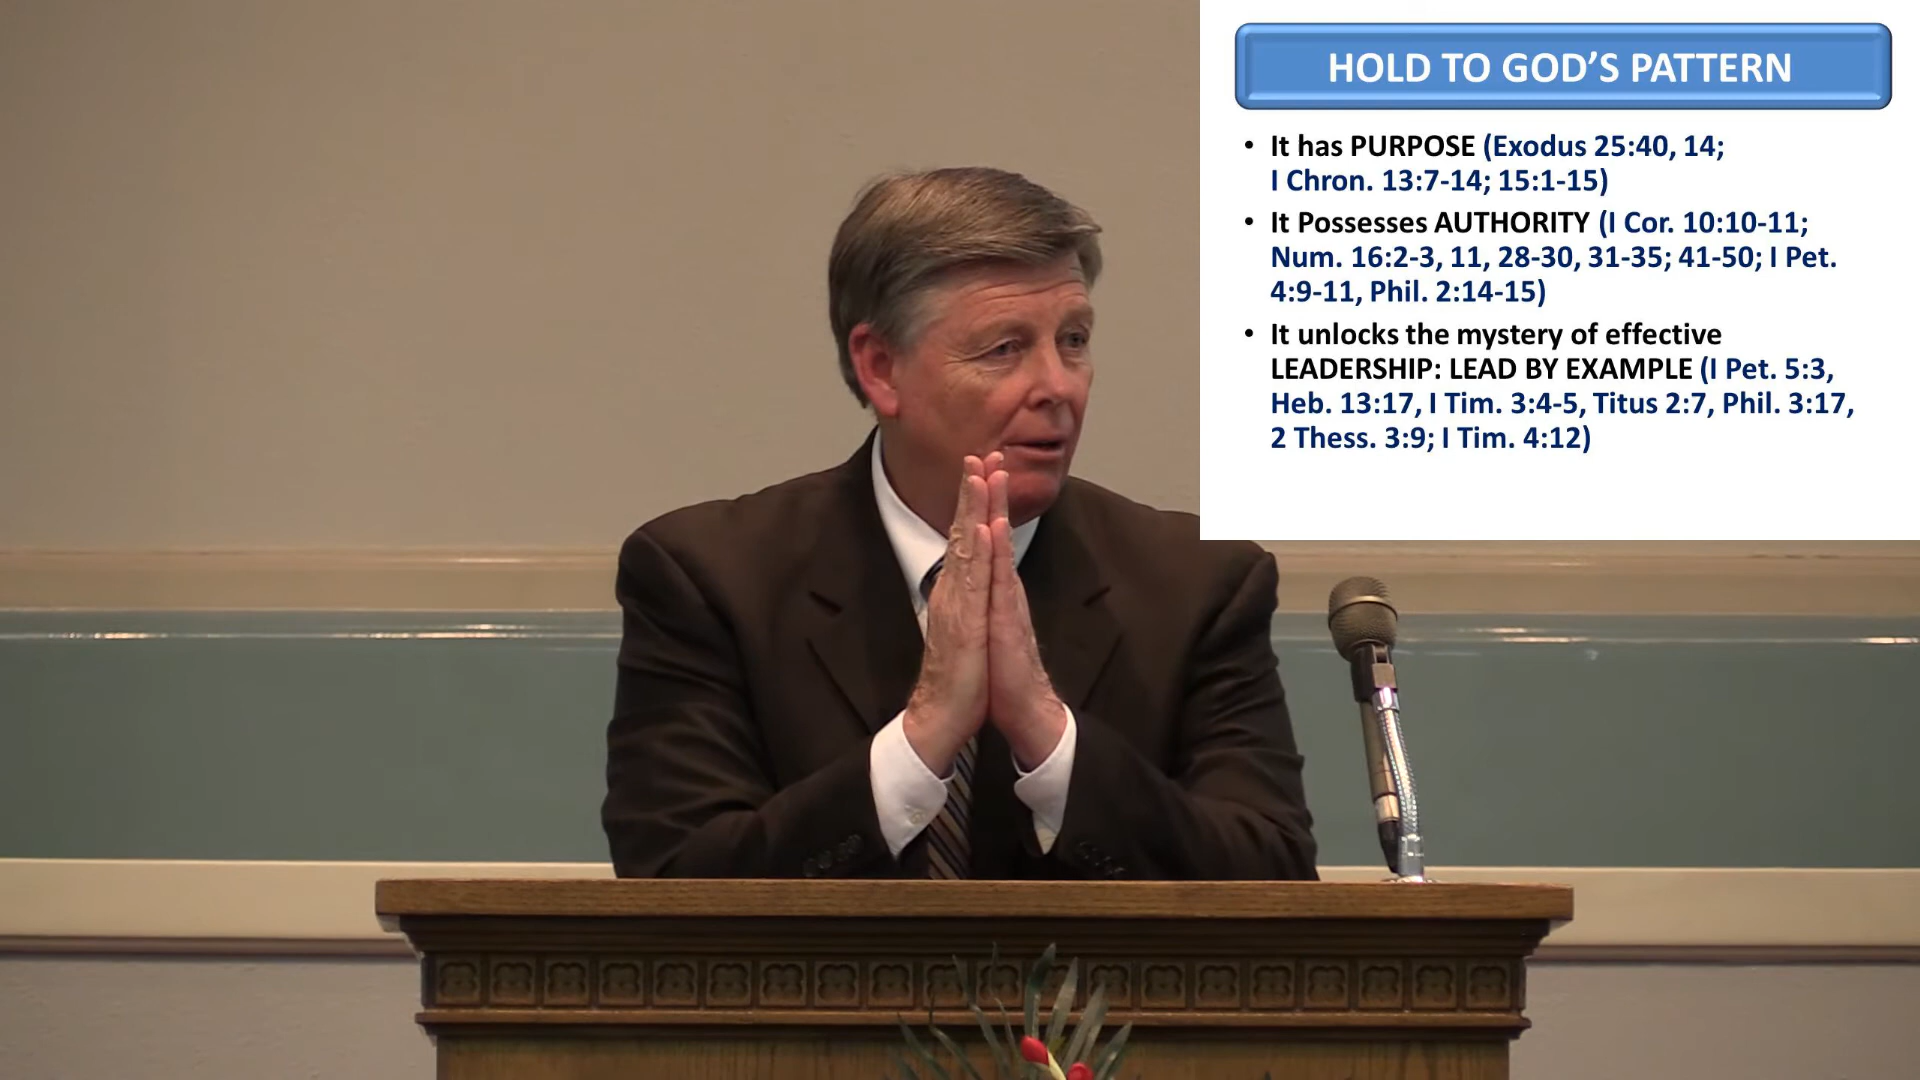 HOLD TO GOD'S PATTERN
• It has PURPOSE (Exodus 25:40, 14;
I Chron. 13:7-14; 15:1-15)
• It Possesses AUTHORITY (I Cor. 10:10-11;
Num. 16:2-3, 11, 28-30, 31-35; 41-50; I Pet.
4:9-11, Phil. 2:14-15)
• It unlocks the mystery of effective
LEADERSHIP: LEAD BY EXAMPLE (I Pet. 5:3,
Heb. 13:17, I Tim. 3:4-5, Titus 2:7, Phil. 3:17,
2 Thess. 3:9; I Tim. 4:12)